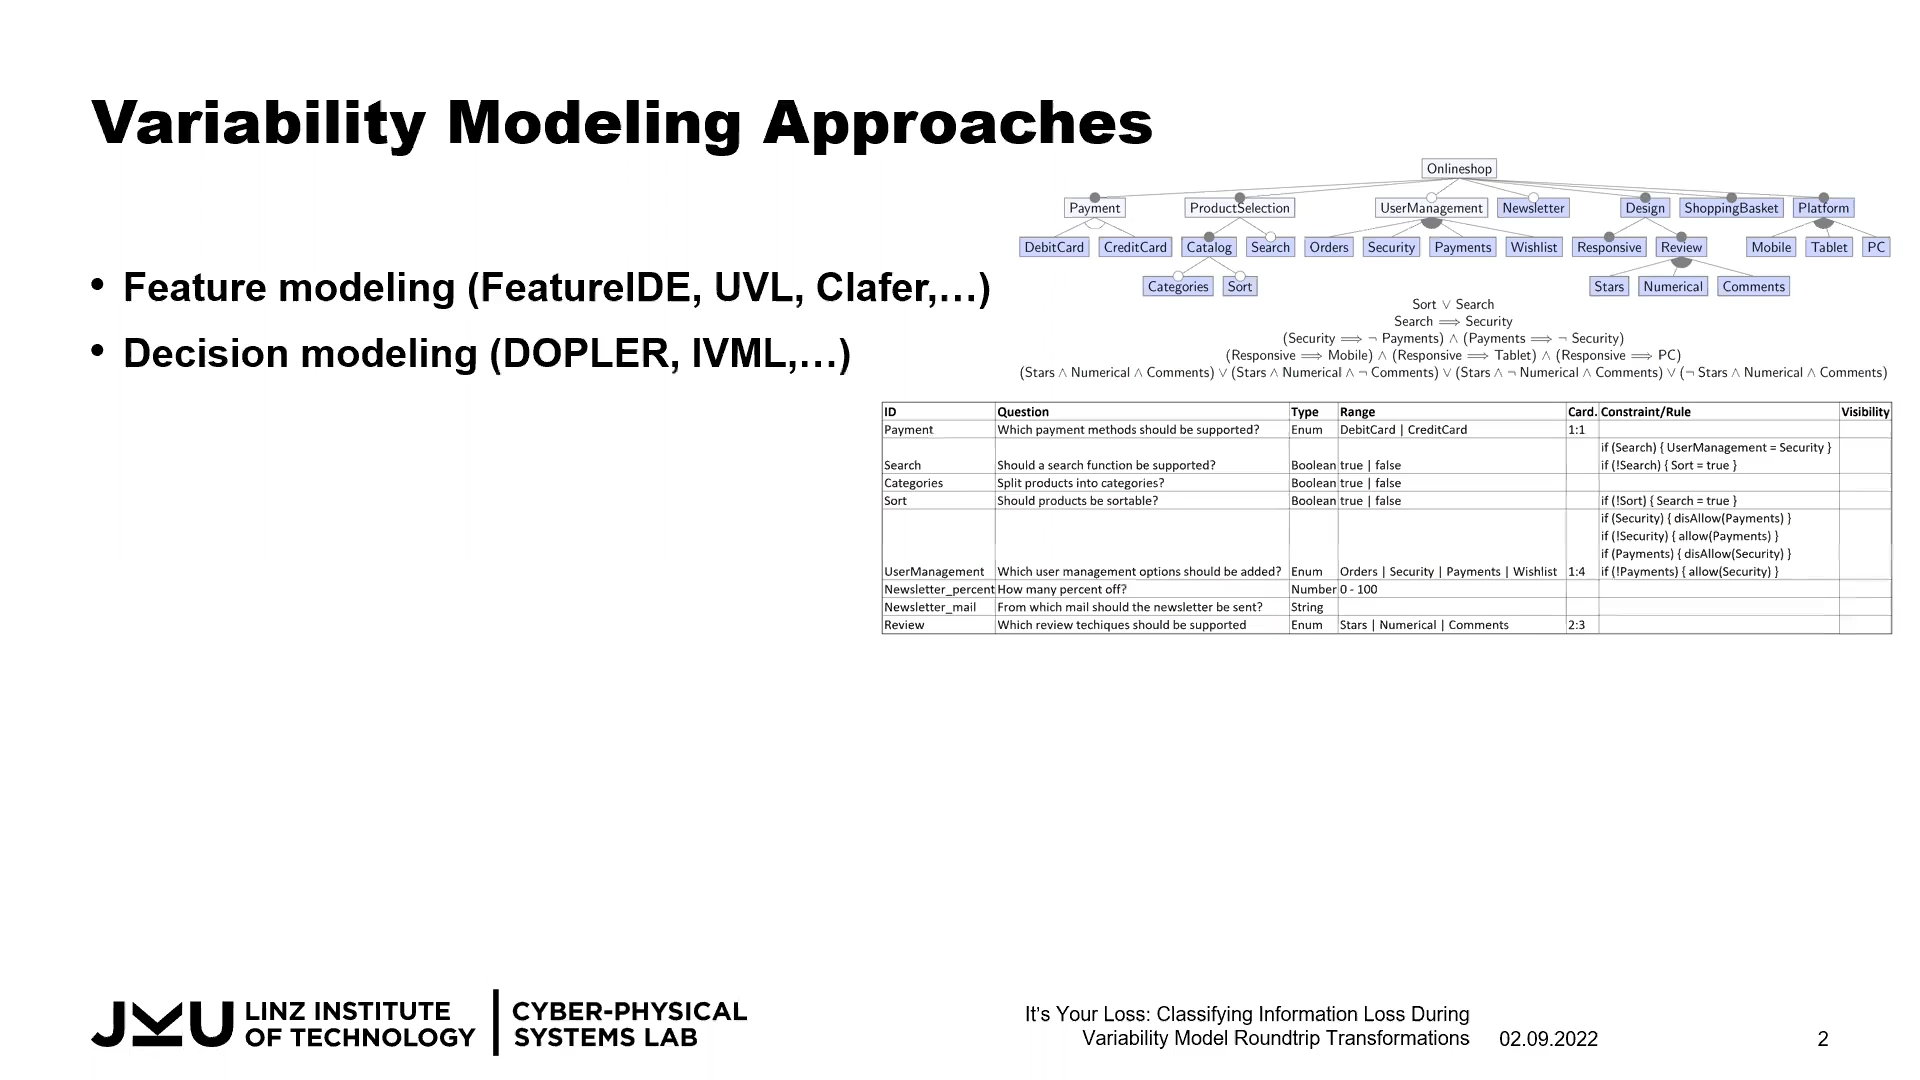 Variability Modeling Approaches
• Feature modeling (FeatureIDE, UVL, Clafer,…)
• Decision modeling (DOPLER, IVML,…)
Onlineshop
Payment ProductSelection UserManagement Newsletter Design ShoppingBasket Platform
DebitCard CreditCard Catalog Search Orders Security Payments Wishlist Responsive Review Mobile Tablet PC
Categories Sort Stars Numerical Comments
Sort ∨ Search
Search ⟹ Security
(Security ⟹ ¬ Payments) ∧ (Payments ⟹ ¬ Security)
(Responsive ⟹ Mobile) ∧ (Responsive ⟹ Tablet) ∧ (Responsive ⟹ PC)
(Stars ∧ Numerical ∧ Comments) ∨ (Stars ∧ Numerical ∧ ¬ Comments) ∨ (Stars ∧ ¬ Numerical ∧ Comments) ∨ (¬ Stars ∧ Numerical ∧ Comments)
ID Question Type Range Card. Constraint/Rule Visibility
Payment Which payment methods should be supported? Enum DebitCard | CreditCard 1:1
if (Search) { UserManagement = Security }
Search Should a search function be supported? Boolean true | false if (!Search) { Sort = true }
Categories Split products into categories? Boolean true | false
Sort Should products be sortable? Boolean true | false if (!Sort) { Search = true }
if (Security) { disAllow(Payments) }
if (!Security) { allow(Payments) }
if (Payments) { disAllow(Security) }
UserManagement Which user management options should be added? Enum Orders | Security | Payments | Wishlist 1:4 if (!Payments) { allow(Security) }
Newsletter_percent How many percent off? Number 0 - 100
Newsletter_mail From which mail should the newsletter be sent? String
Review Which review techiques should be supported Enum Stars | Numerical | Comments 2:3
JKU LINZ INSTITUTE OF TECHNOLOGY | CYBER-PHYSICAL SYSTEMS LAB
It's Your Loss: Classifying Information Loss During
Variability Model Roundtrip Transformations 02.09.2022 2